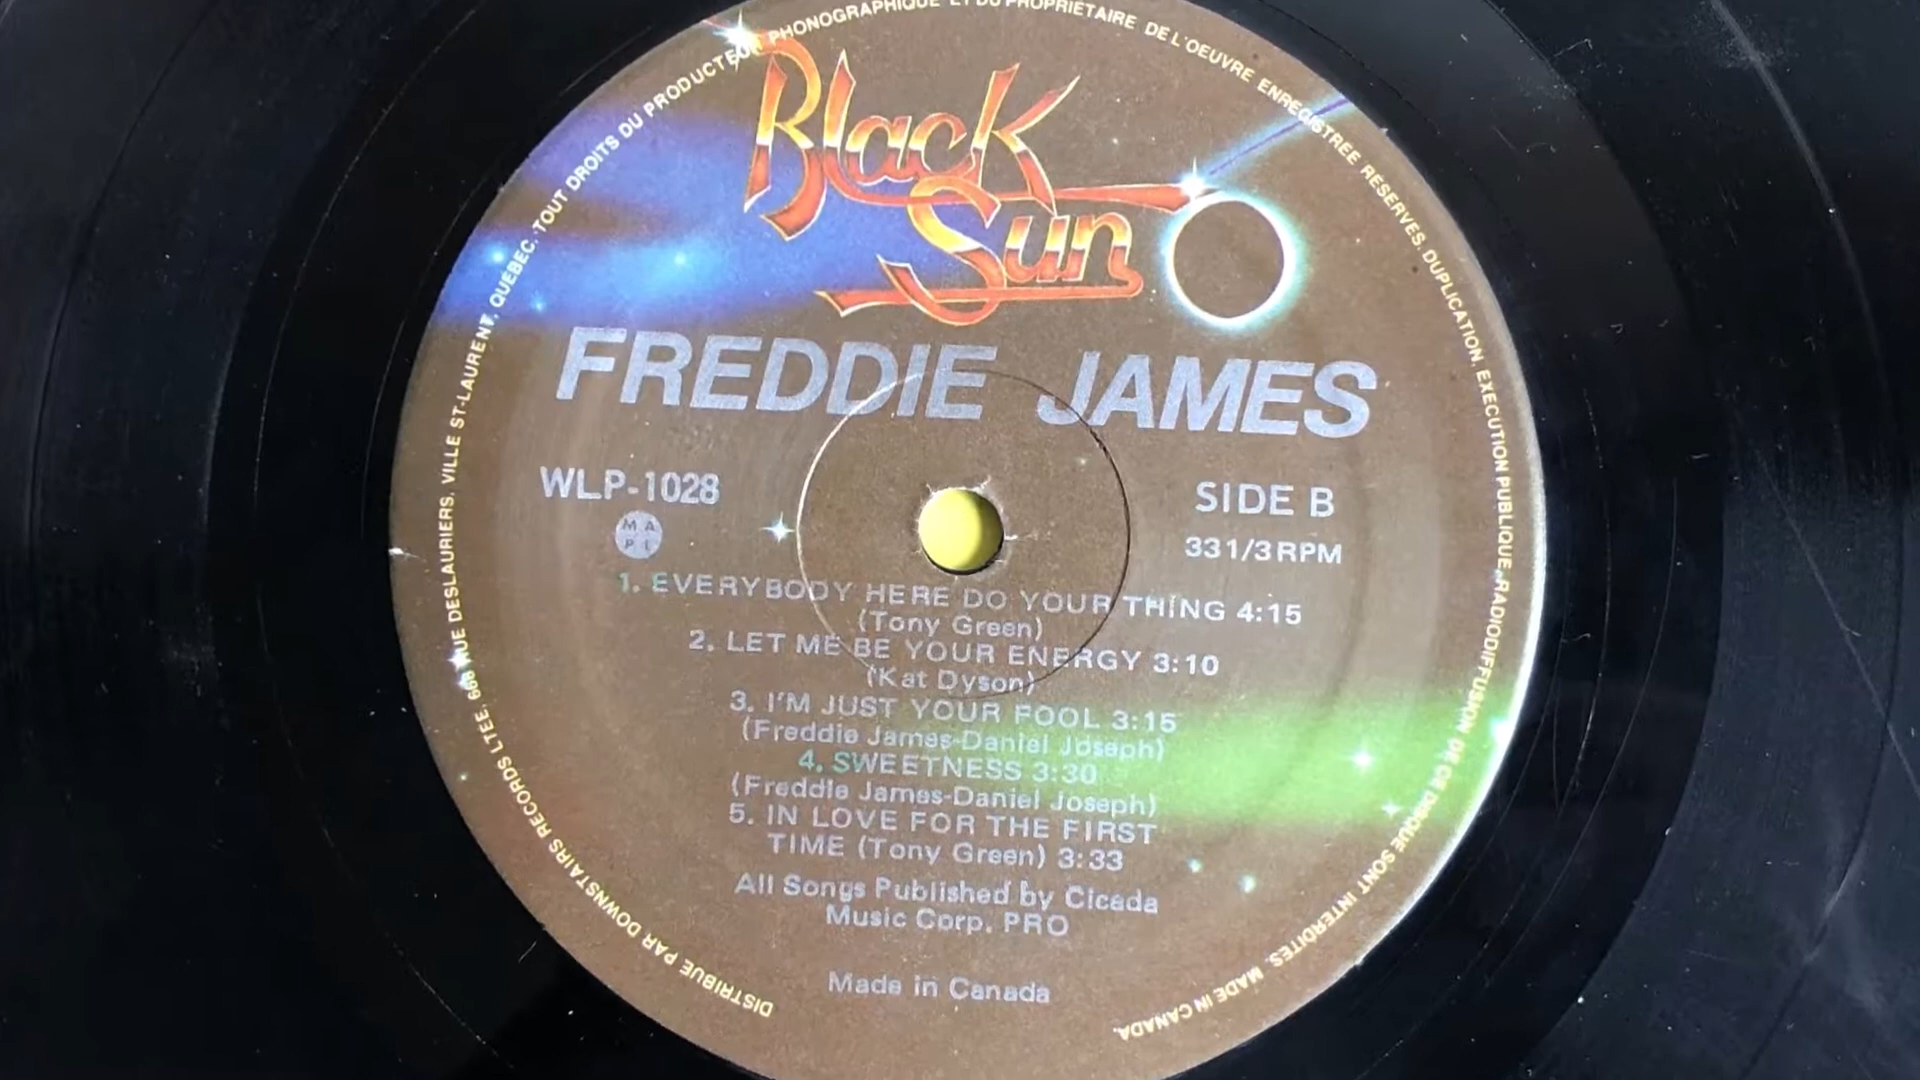 Black
Sun
FREDDIE JAMES
WLP-1028
SIDE B
M A
P L
33 1/3 RPM
1. EVERYBODY HERE DO YOUR THING 4:15
(Tony Green)
2. LET ME BE YOUR ENERGY 3:10
(Kat Dyson)
3. I'M JUST YOUR FOOL 3:15
(Freddie James-Daniel Joseph)
4. SWEETNESS 3:30
(Freddie James-Daniel Joseph)
5. IN LOVE FOR THE FIRST
TIME (Tony Green) 3:33
All Songs Published by Cicada
Music Corp. PRO
Made in Canada
DISTRIBUE PAR DOWNSTAIRS RECORDS LTEE, RUE DESLAURIERS, VILLE ST-LAURENT, QUEBEC. TOUT DROITS DU PRODUCTEUR PHONOGRAPHIQUE ET DU PROPRIETAIRE DE L'OEUVRE ENREGISTREE RESERVES. DUPLICATION, EXECUTION PUBLIQUE, RADIODIFFUSION DE CE DISQUE SONT INTERDITES. MADE IN CANADA.